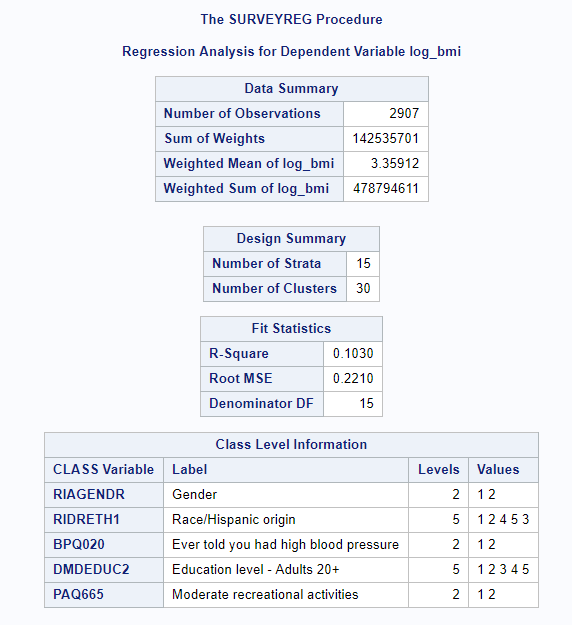 The SURVEYREG Procedure
Regression Analysis for Dependent Variable log_bmi
Data Summary
Number of Observations 2907
Sum of Weights 142535701
Weighted Mean of log_bmi 3.35912
Weighted Sum of log_bmi 478794611
Design Summary
Number of Strata 15
Number of Clusters 30
Fit Statistics
R-Square 0.1030
Root MSE 0.2210
Denominator DF 15
Class Level Information
CLASS Variable Label Levels Values
RIAGENDR Gender 2 1 2
RIDRETH1 Race/Hispanic origin 5 1 2 4 5 3
BPQ020 Ever told you had high blood pressure 2 1 2
DMDEDUC2 Education level - Adults 20+ 5 1 2 3 4 5
PAQ665 Moderate recreational activities 2 1 2